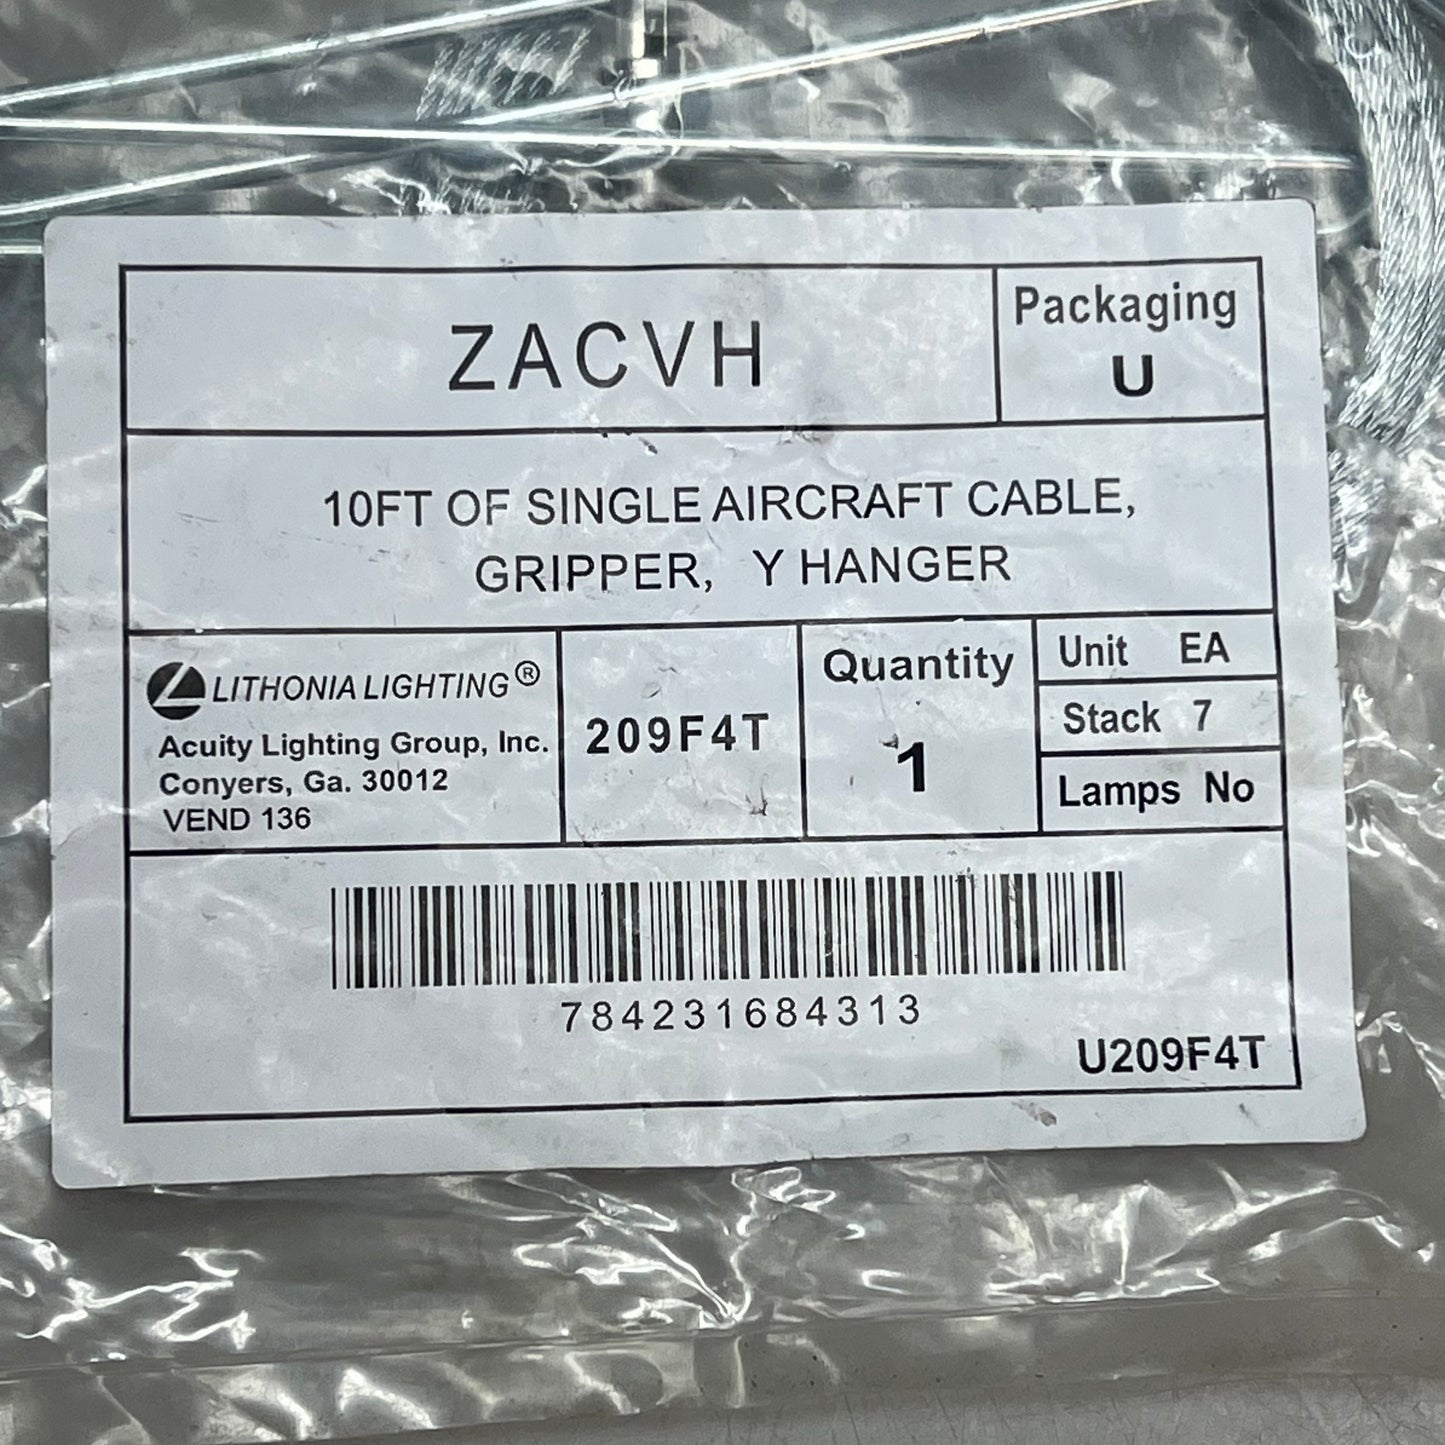 ZACVH
Packaging
U
10FT OF SINGLE AIRCRAFT CABLE,
GRIPPER, Y HANGER
LITHONIA LIGHTING®
Acuity Lighting Group, Inc.
Conyers, Ga. 30012
VEND 136
209F4T
Quantity
1
Unit EA
Stack 7
Lamps No
784231684313
U209F4T